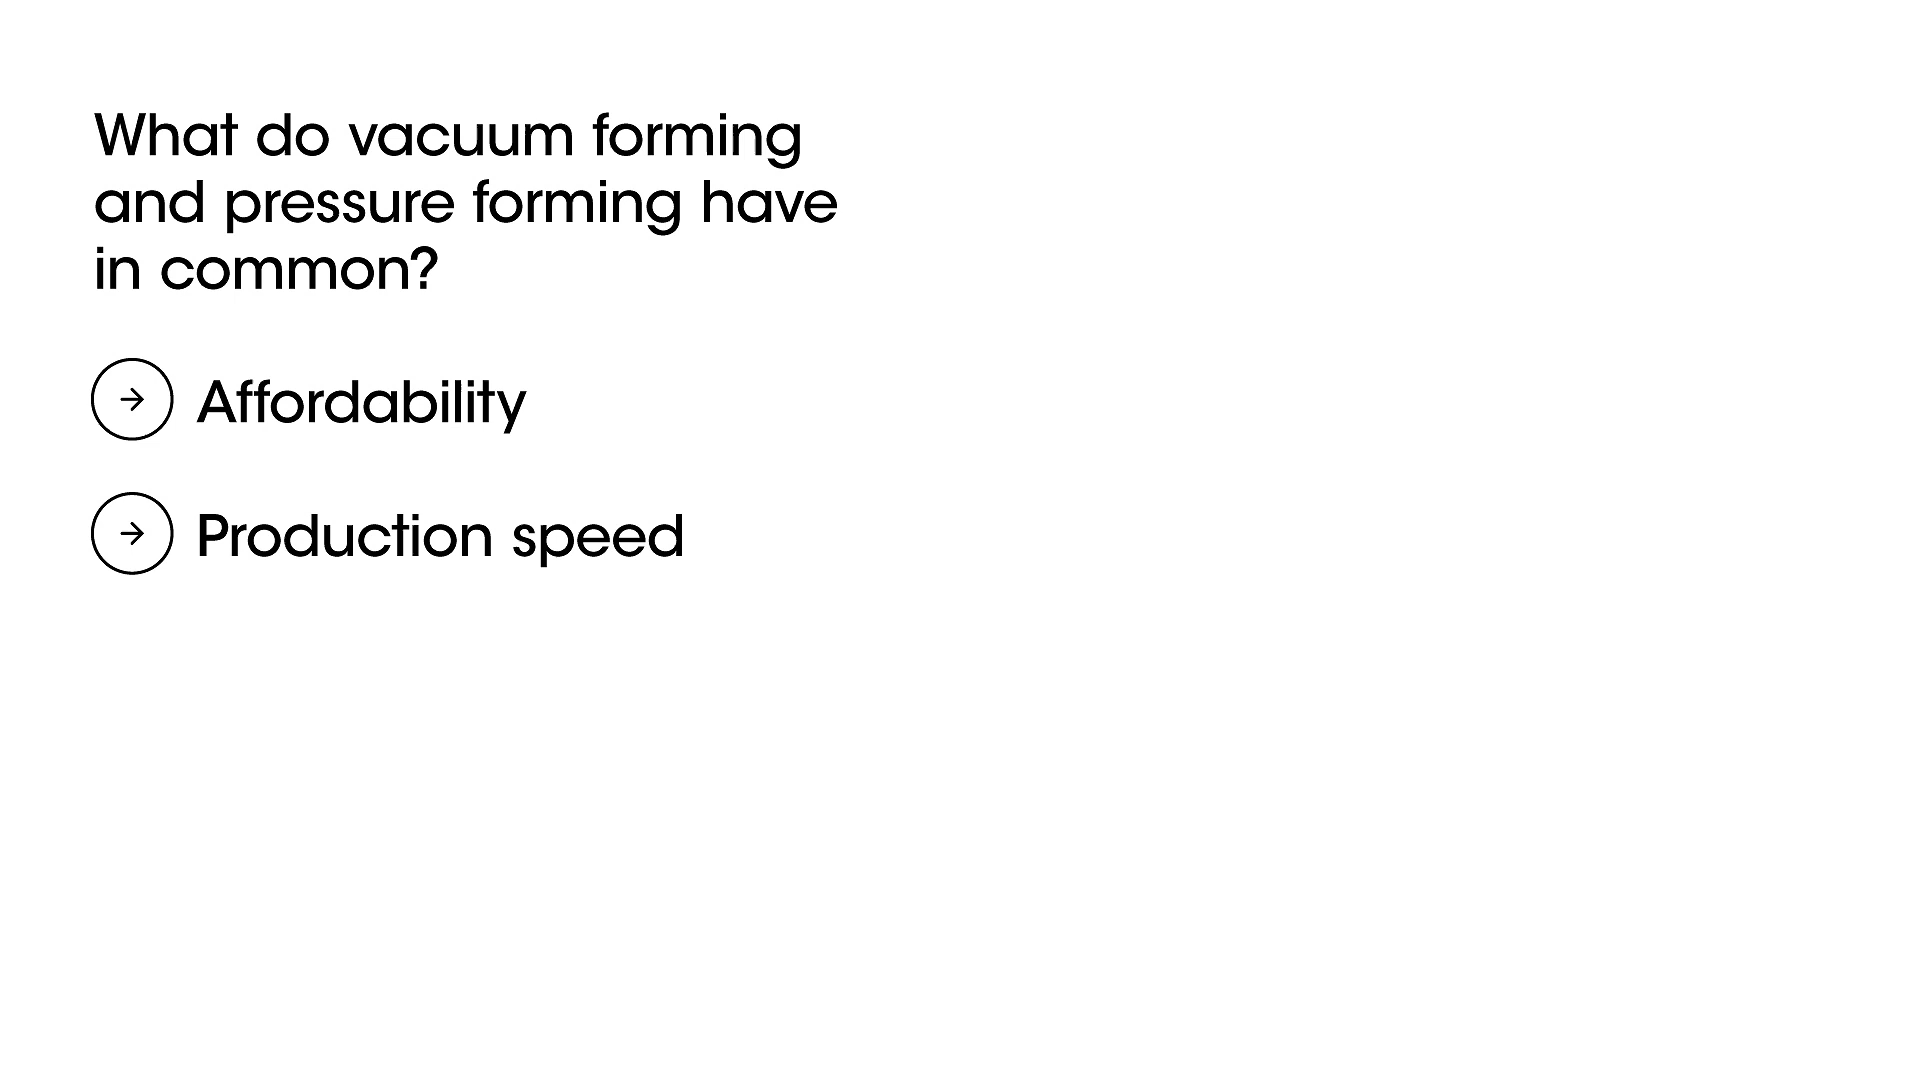 What do vacuum forming
and pressure forming have
in common?
Affordability
Production speed